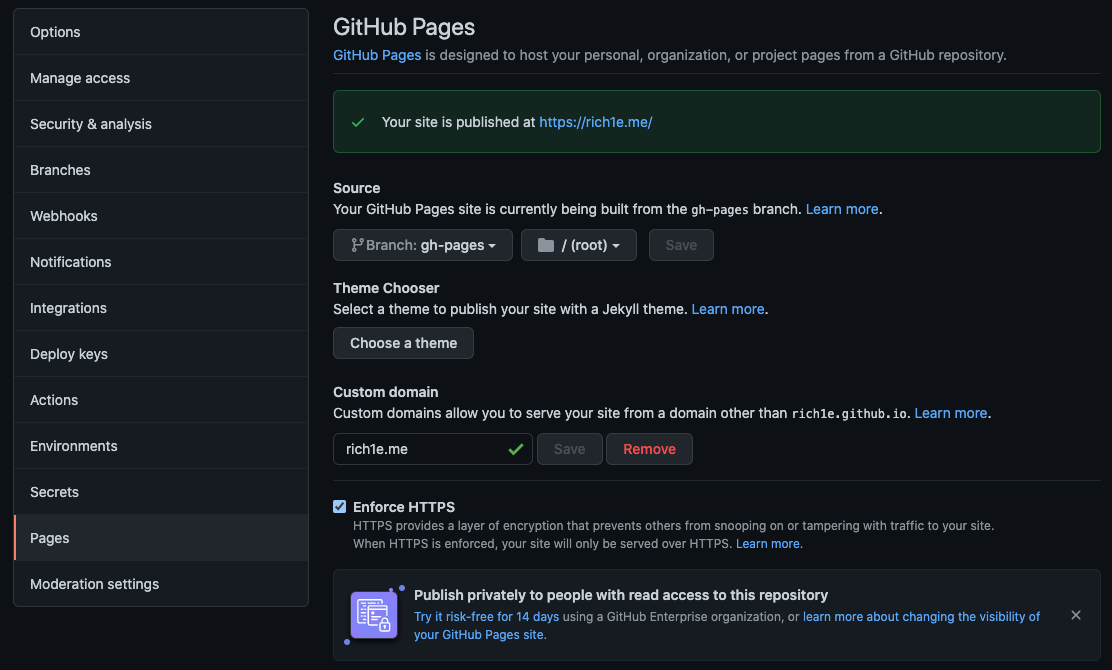 Options
Manage access
Security & analysis
Branches
Webhooks
Notifications
Integrations
Deploy keys
Actions
Environments
Secrets
Pages
Moderation settings
GitHub Pages
GitHub Pages is designed to host your personal, organization, or project pages from a GitHub repository.
Your site is published at https://rich1e.me/
Source
Your GitHub Pages site is currently being built from the gh-pages branch. Learn more.
Branch: gh-pages
/ (root)
Save
Theme Chooser
Select a theme to publish your site with a Jekyll theme. Learn more.
Choose a theme
Custom domain
Custom domains allow you to serve your site from a domain other than rich1e.github.io. Learn more.
rich1e.me
Save
Remove
Enforce HTTPS
HTTPS provides a layer of encryption that prevents others from snooping on or tampering with traffic to your site.
When HTTPS is enforced, your site will only be served over HTTPS. Learn more.
Publish privately to people with read access to this repository
Try it risk-free for 14 days using a GitHub Enterprise organization, or learn more about changing the visibility of
your GitHub Pages site.